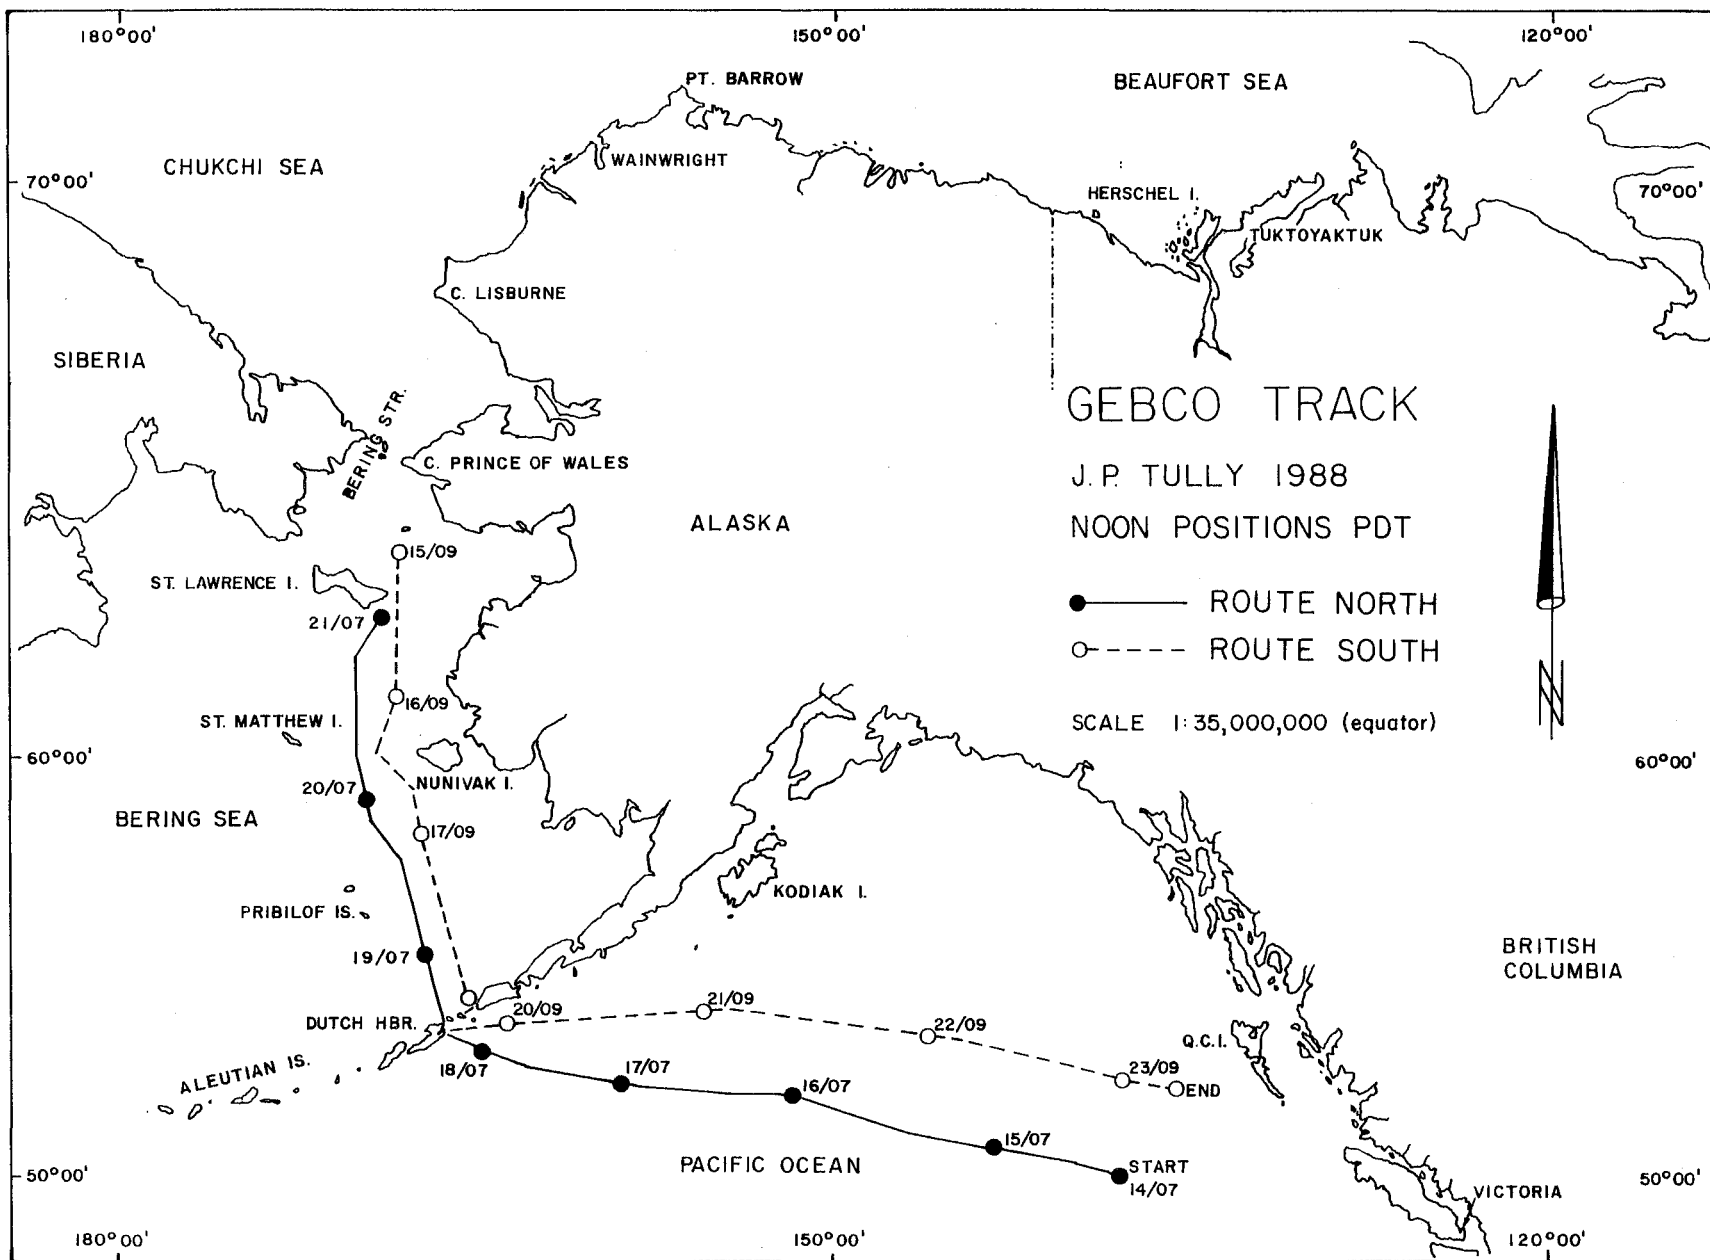 180°00'
150°00'
120°00'
PT. BARROW
BEAUFORT SEA
CHUKCHI SEA
WAINWRIGHT
70°00'
70°00'
HERSCHEL I.
TUKTOYAKTUK
C. LISBURNE
SIBERIA
BERING STR.
C. PRINCE OF WALES
ALASKA
GEBCO TRACK
J.P. TULLY 1988
NOON POSITIONS PDT
ROUTE NORTH
ROUTE SOUTH
SCALE 1:35,000,000 (equator)
N
15/09
ST. LAWRENCE I.
21/07
16/09
ST. MATTHEW I.
60°00'
60°00'
NUNIVAK I.
20/07
BERING SEA
17/09
KODIAK I.
PRIBILOF IS.
19/07
BRITISH
COLUMBIA
DUTCH HBR.
20/09
21/09
22/09
Q.C.I.
ALEUTIAN IS.
18/07
17/07
16/07
23/09
END
15/07
PACIFIC OCEAN
START
14/07
50°00'
50°00'
VICTORIA
180°00'
150°00'
120°00'